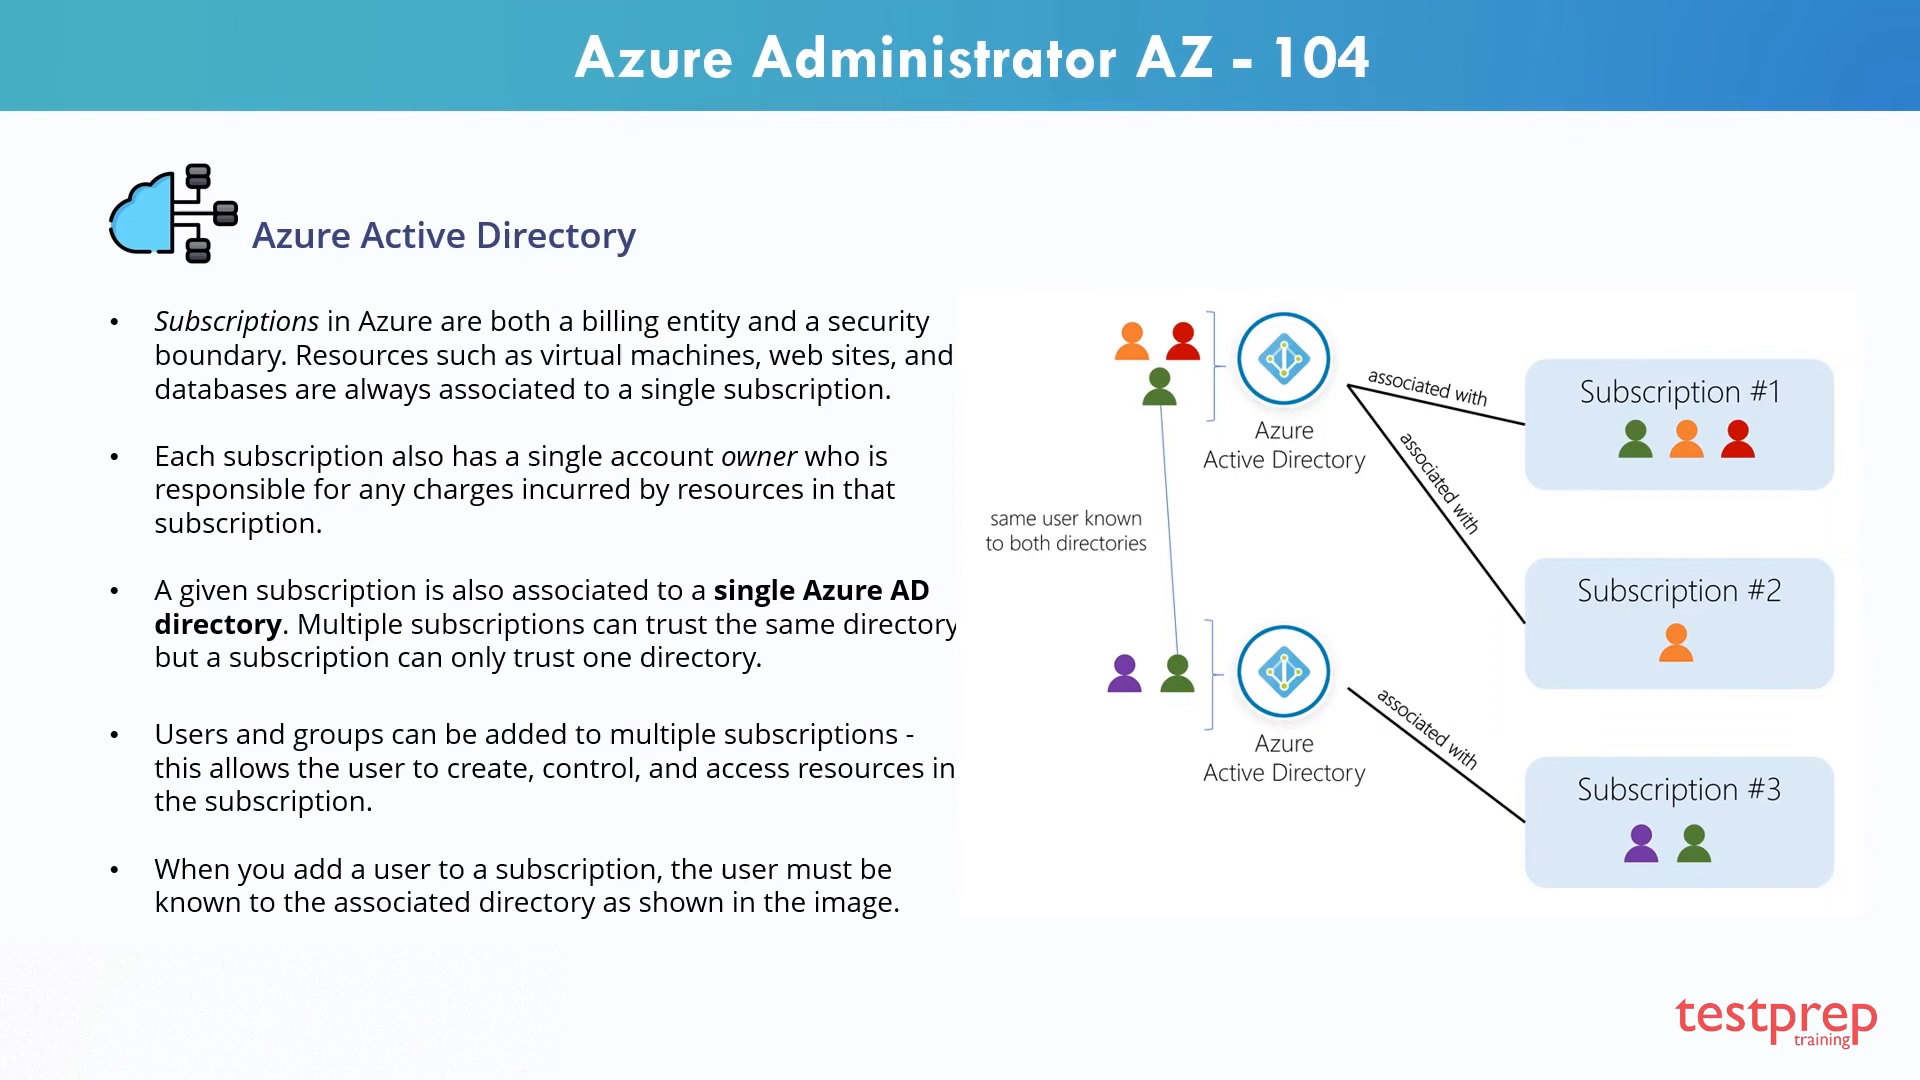 Azure Administrator AZ - 104
Azure Active Directory
• Subscriptions in Azure are both a billing entity and a security
boundary. Resources such as virtual machines, web sites, and
databases are always associated to a single subscription.
• Each subscription also has a single account owner who is
responsible for any charges incurred by resources in that
subscription.
• A given subscription is also associated to a single Azure AD
directory. Multiple subscriptions can trust the same directory
but a subscription can only trust one directory.
• Users and groups can be added to multiple subscriptions -
this allows the user to create, control, and access resources in
the subscription.
• When you add a user to a subscription, the user must be
known to the associated directory as shown in the image.
Azure
Active Directory
associated with
associated with
Subscription #1
same user known
to both directories
Subscription #2
Azure
Active Directory
associated with
Subscription #3
testprep
training